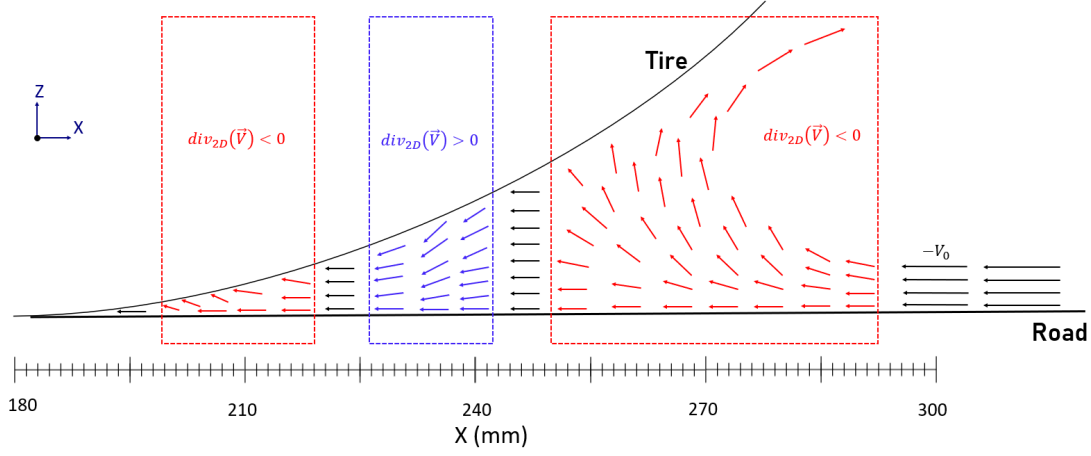 Tire
Z
X
div₂D(V⃗) < 0
div₂D(V⃗) > 0
div₂D(V⃗) < 0
−V₀
Road
180 210 240 270 300
X (mm)